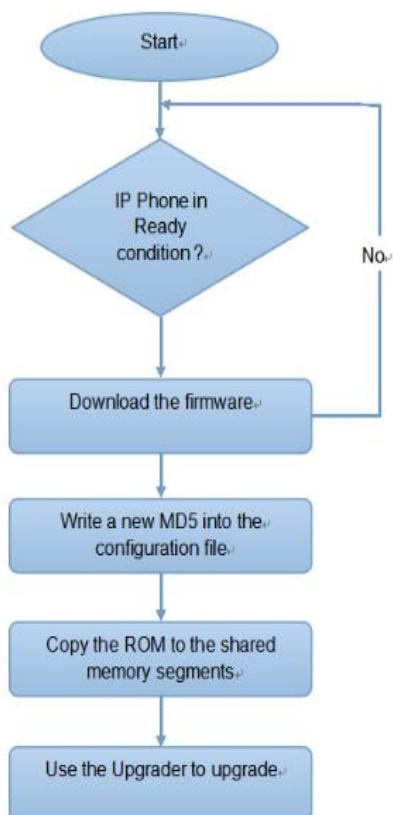 Start
IP Phone in
Ready
condition?
No
Download the firmware
Write a new MD5 into the
configuration file
Copy the ROM to the shared
memory segments
Use the Upgrader to upgrade